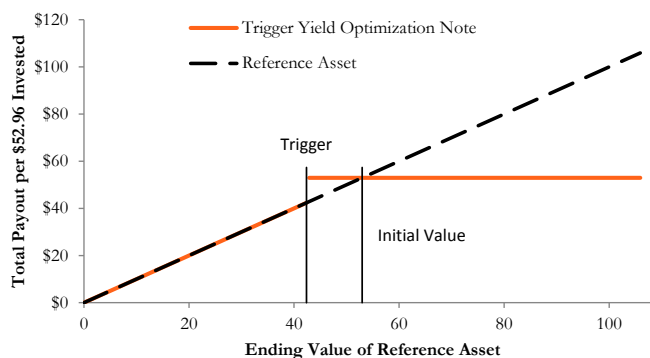 $120
Trigger Yield Optimization Note
Reference Asset
$100
$80
Trigger
$60
$40
Initial Value
$20
$0
0 20 40 60 80 100
Total Payout per $52.96 Invested
Ending Value of Reference Asset